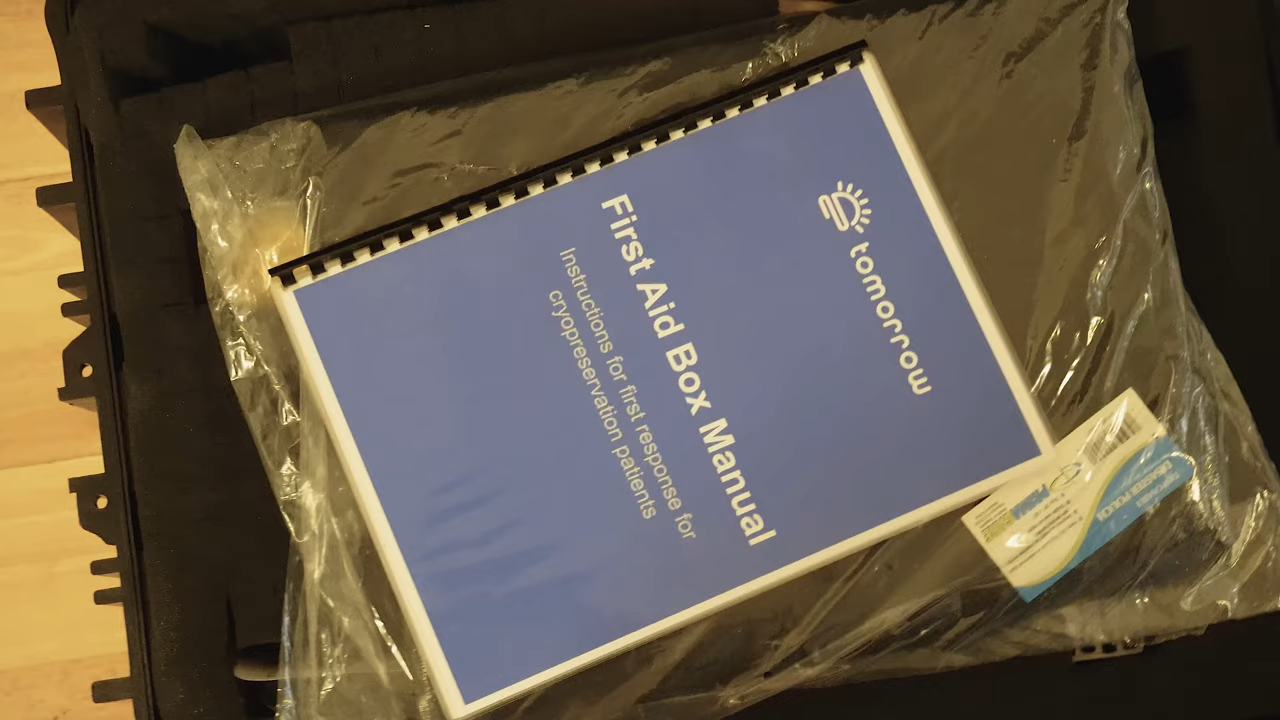 tomorrow
First Aid Box Manual
Instructions for first response for
cryopreservation patients